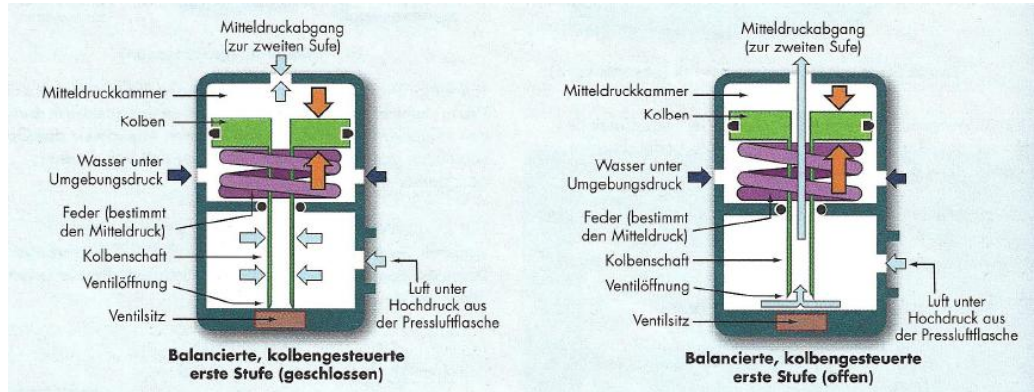 Mitteldruckabgang
(zur zweiten Sufe)
Mitteldruckkammer
Kolben
Wasser unter
Umgebungsdruck
Feder (bestimmt
den Mitteldruck)
Kolbenschaft
Ventilöffnung
Ventilsitz
Luft unter
Hochdruck aus
der Pressluftflasche
Balancierte, kolbengesteuerte
erste Stufe (geschlossen)
Mitteldruckabgang
(zur zweiten Sufe)
Mitteldruckkammer
Kolben
Wasser unter
Umgebungsdruck
Feder (bestimmt
den Mitteldruck)
Kolbenschaft
Ventilöffnung
Ventilsitz
Luft unter
Hochdruck aus
der Pressluftflasche
Balancierte, kolbengesteuerte
erste Stufe (offen)